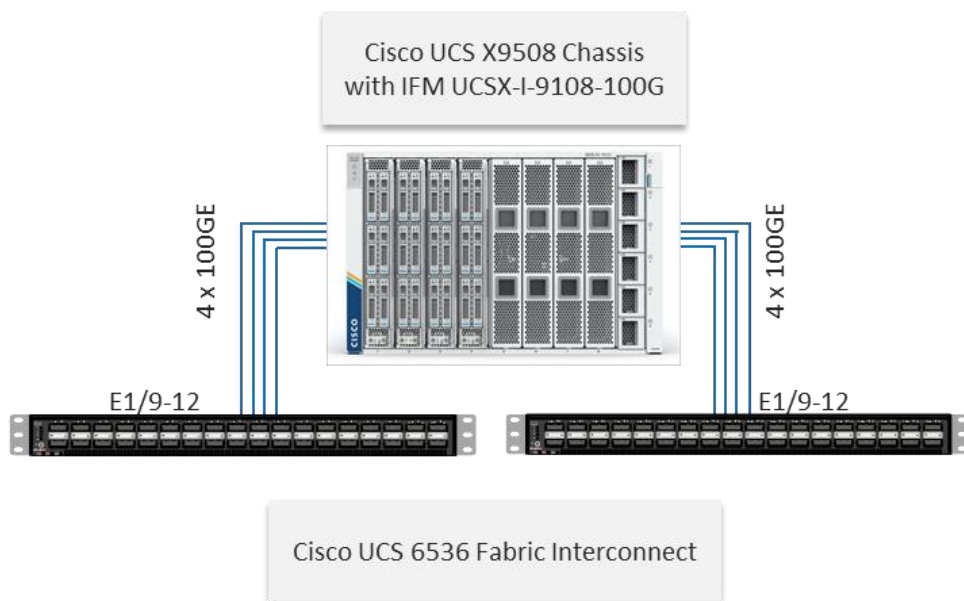 Cisco UCS X9508 Chassis
with IFM UCSX-I-9108-100G
4 x 100GE
4 x 100GE
CISCO
E1/9-12
E1/9-12
Cisco UCS 6536 Fabric Interconnect